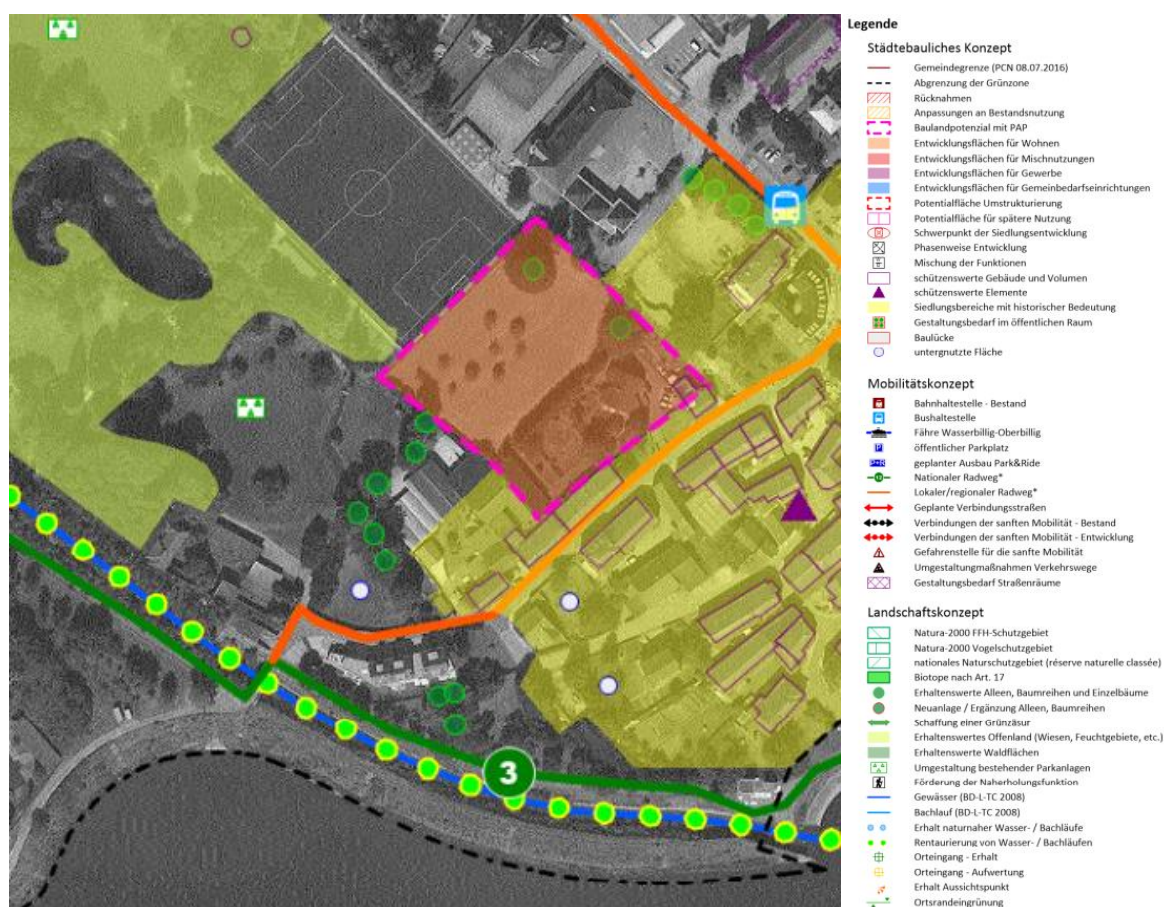 Legende
Städtebauliches Konzept
Gemeindegrenze (PCN 08.07.2016)
Abgrenzung der Grünzone
Rücknahmen
Anpassungen an Bestandsnutzung
Baulandpotenzial mit PAP
Entwicklungsflächen für Wohnen
Entwicklungsflächen für Mischnutzungen
Entwicklungsflächen für Gewerbe
Entwicklungsflächen für Gemeinbedarfseinrichtungen
Potentialfläche Umstrukturierung
Potentialfläche für spätere Nutzung
Schwerpunkt der Siedlungsentwicklung
Phasenweise Entwicklung
Mischung der Funktionen
schützenswerte Gebäude und Volumen
schützenswerte Elemente
Siedlungsbereiche mit historischer Bedeutung
Gestaltungsbedarf im öffentlichen Raum
Baulücke
untergnutzte Fläche
Mobilitätskonzept
Bahnhaltestelle - Bestand
Bushaltestelle
Fähre Wasserbillig-Oberbillig
P öffentlicher Parkplatz
P+R geplanter Ausbau Park&Ride
Nationaler Radweg*
Lokaler/regionaler Radweg*
Geplante Verbindungsstraßen
Verbindungen der sanften Mobilität - Bestand
Verbindungen der sanften Mobilität - Entwicklung
Gefahrenstelle für die sanfte Mobilität
Umgestaltungmaßnahmen Verkehrswege
Gestaltungsbedarf Straßenräume
Landschaftskonzept
Natura-2000 FFH-Schutzgebiet
Natura-2000 Vogelschutzgebiet
nationales Naturschutzgebiet (réserve naturelle classée)
Biotope nach Art. 17
Erhaltenswerte Alleen, Baumreihen und Einzelbäume
Neuanlage / Ergänzung Alleen, Baumreihen
Schaffung einer Grünzäsur
Erhaltenswertes Offenland (Wiesen, Feuchtgebiete, etc.)
Erhaltenswerte Waldflächen
Umgestaltung bestehender Parkanlagen
Förderung der Naherholungsfunktion
Gewässer (BD-L-TC 2008)
Bachlauf (BD-L-TC 2008)
Erhalt naturnaher Wasser- / Bachläufe
Rentaurierung von Wasser- / Bachläufen
Orteingang - Erhalt
Orteingang - Aufwertung
Erhalt Aussichtspunkt
Ortsrandeingrünung
3